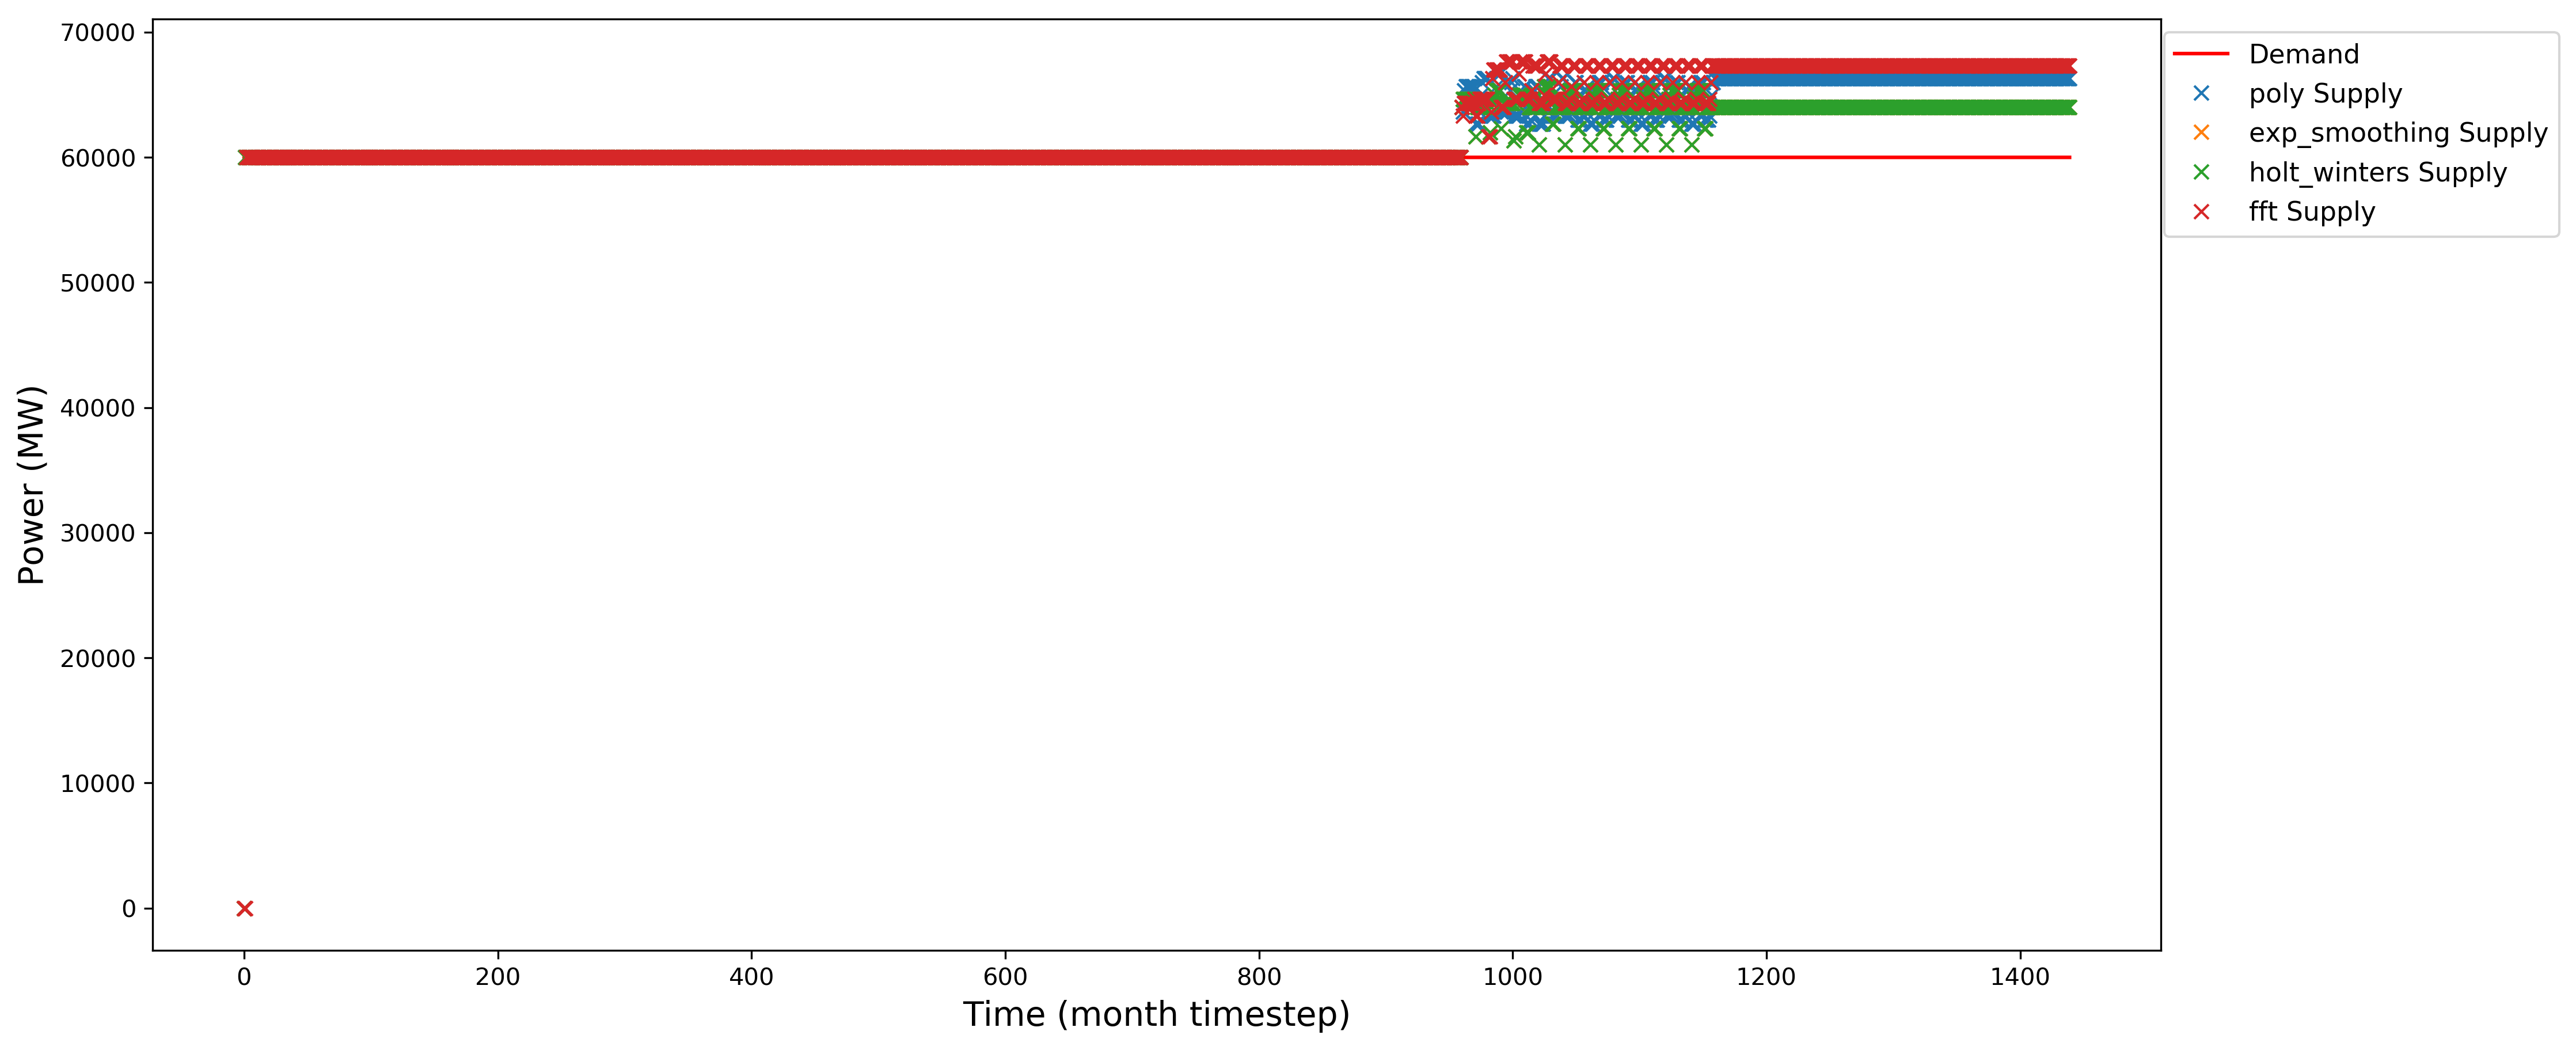 70000
60000
50000
40000
30000
20000
10000
0
Power (MW)
0 200 400 600 800 1000 1200 1400
Time (month timestep)
Demand
poly Supply
exp_smoothing Supply
holt_winters Supply
fft Supply